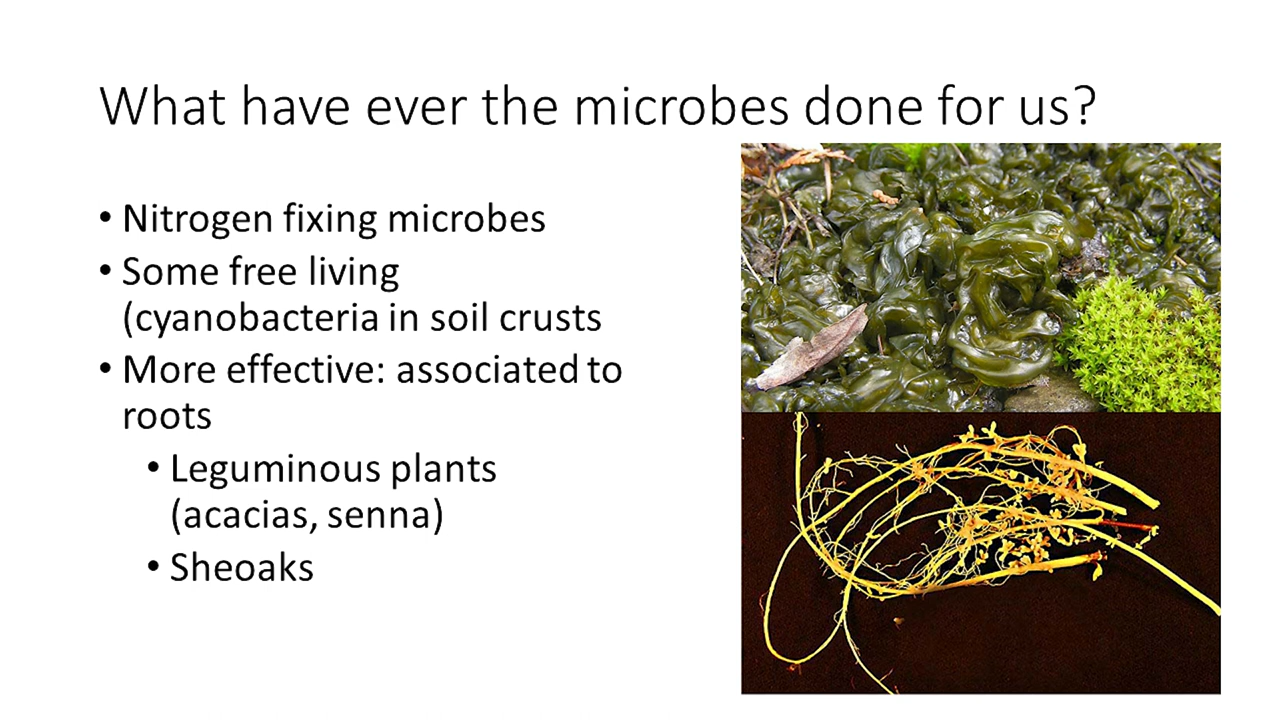 What have ever the microbes done for us?
• Nitrogen fixing microbes
• Some free living
(cyanobacteria in soil crusts
• More effective: associated to
roots
• Leguminous plants
(acacias, senna)
• Sheoaks